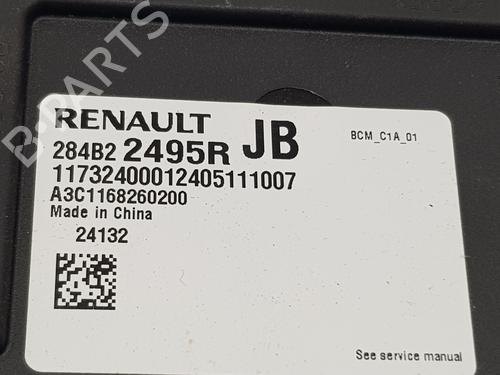 RENAULT JB
284B2 2495R
BCM_C1A_01
11732400012405111007
A3C1168260200
Made in China
24132
See service manual
B-PARTS